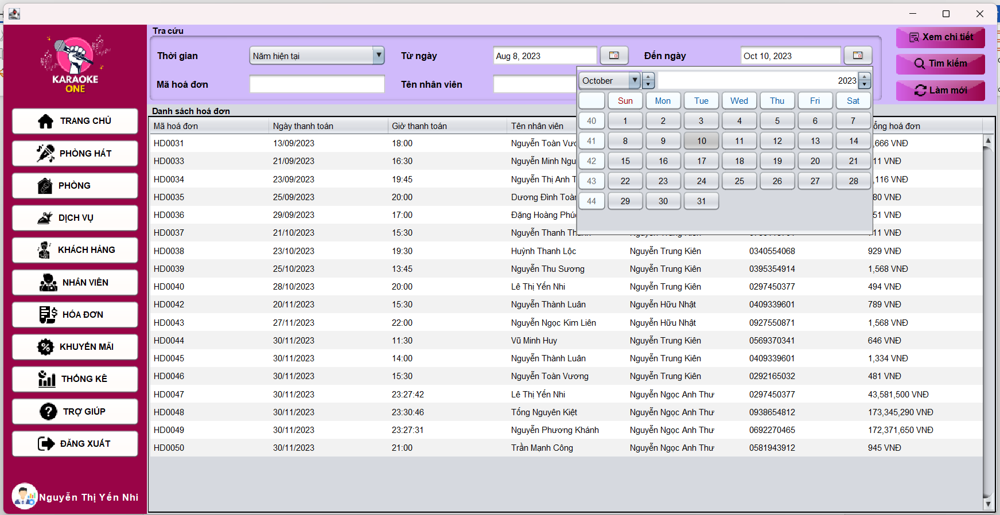 KARAOKE
ONE
TRANG CHỦ
PHÒNG HÁT
PHÒNG
DỊCH VỤ
KHÁCH HÀNG
NHÂN VIÊN
HÓA ĐƠN
KHUYẾN MÃI
THỐNG KÊ
TRỢ GIÚP
ĐĂNG XUẤT
Nguyễn Thị Yến Nhi
Tra cứu
Thời gian Năm hiện tại Từ ngày Aug 8, 2023 Đến ngày Oct 10, 2023
Mã hoá đơn Tên nhân viên
Xem chi tiết
Tìm kiếm
Làm mới
October 2023
Sun Mon Tue Wed Thu Fri Sat
40 1 2 3 4 5 6 7
41 8 9 10 11 12 13 14
42 15 16 17 18 19 20 21
43 22 23 24 25 26 27 28
44 29 30 31
Danh sách hoá đơn
Mã hoá đơn Ngày thanh toán Giờ thanh toán Tên nhân viên hoá đơn
HD0031 13/09/2023 18:00 Nguyễn Toàn ,666 VNĐ
HD0033 21/09/2023 16:30 Nguyễn Minh 11 VNĐ
HD0034 23/09/2023 19:45 Nguyễn Thị Anh ,116 VNĐ
HD0035 25/09/2023 20:00 Dương Đình 80 VNĐ
HD0036 29/09/2023 17:00 Đặng Hoàng 51 VNĐ
HD0037 21/10/2023 15:30 Nguyễn Thanh 11 VNĐ
HD0038 23/10/2023 19:30 Huỳnh Thanh Lộc Nguyễn Trung Kiên 0340554068 929 VNĐ
HD0039 25/10/2023 13:45 Nguyễn Thu Sương Nguyễn Trung Kiên 0395354914 1,568 VNĐ
HD0040 28/10/2023 20:00 Lê Thị Yến Nhi Nguyễn Trung Kiên 0297450377 494 VNĐ
HD0042 20/11/2023 15:30 Nguyễn Thành Luân Nguyễn Hữu Nhật 0409339601 789 VNĐ
HD0043 27/11/2023 22:00 Nguyễn Ngọc Kim Liên Nguyễn Hữu Nhật 0927550871 1,568 VNĐ
HD0044 30/11/2023 11:30 Vũ Minh Huy Nguyễn Trung Kiên 0569370341 646 VNĐ
HD0045 30/11/2023 14:00 Nguyễn Thành Luân Nguyễn Trung Kiên 0409339601 1,334 VNĐ
HD0046 30/11/2023 15:30 Nguyễn Toàn Vương Nguyễn Trung Kiên 0292165032 481 VNĐ
HD0047 30/11/2023 23:27:42 Lê Thị Yến Nhi Nguyễn Ngọc Anh Thư 0297450377 43,581,500 VNĐ
HD0048 30/11/2023 23:30:46 Tống Nguyên Kiệt Nguyễn Ngọc Anh Thư 0938654812 173,345,290 VNĐ
HD0049 30/11/2023 23:27:31 Nguyễn Phương Khánh Nguyễn Ngọc Anh Thư 0692270465 172,371,650 VNĐ
HD0050 30/11/2023 21:00 Trần Mạnh Công Nguyễn Ngọc Anh Thư 0581943912 945 VNĐ